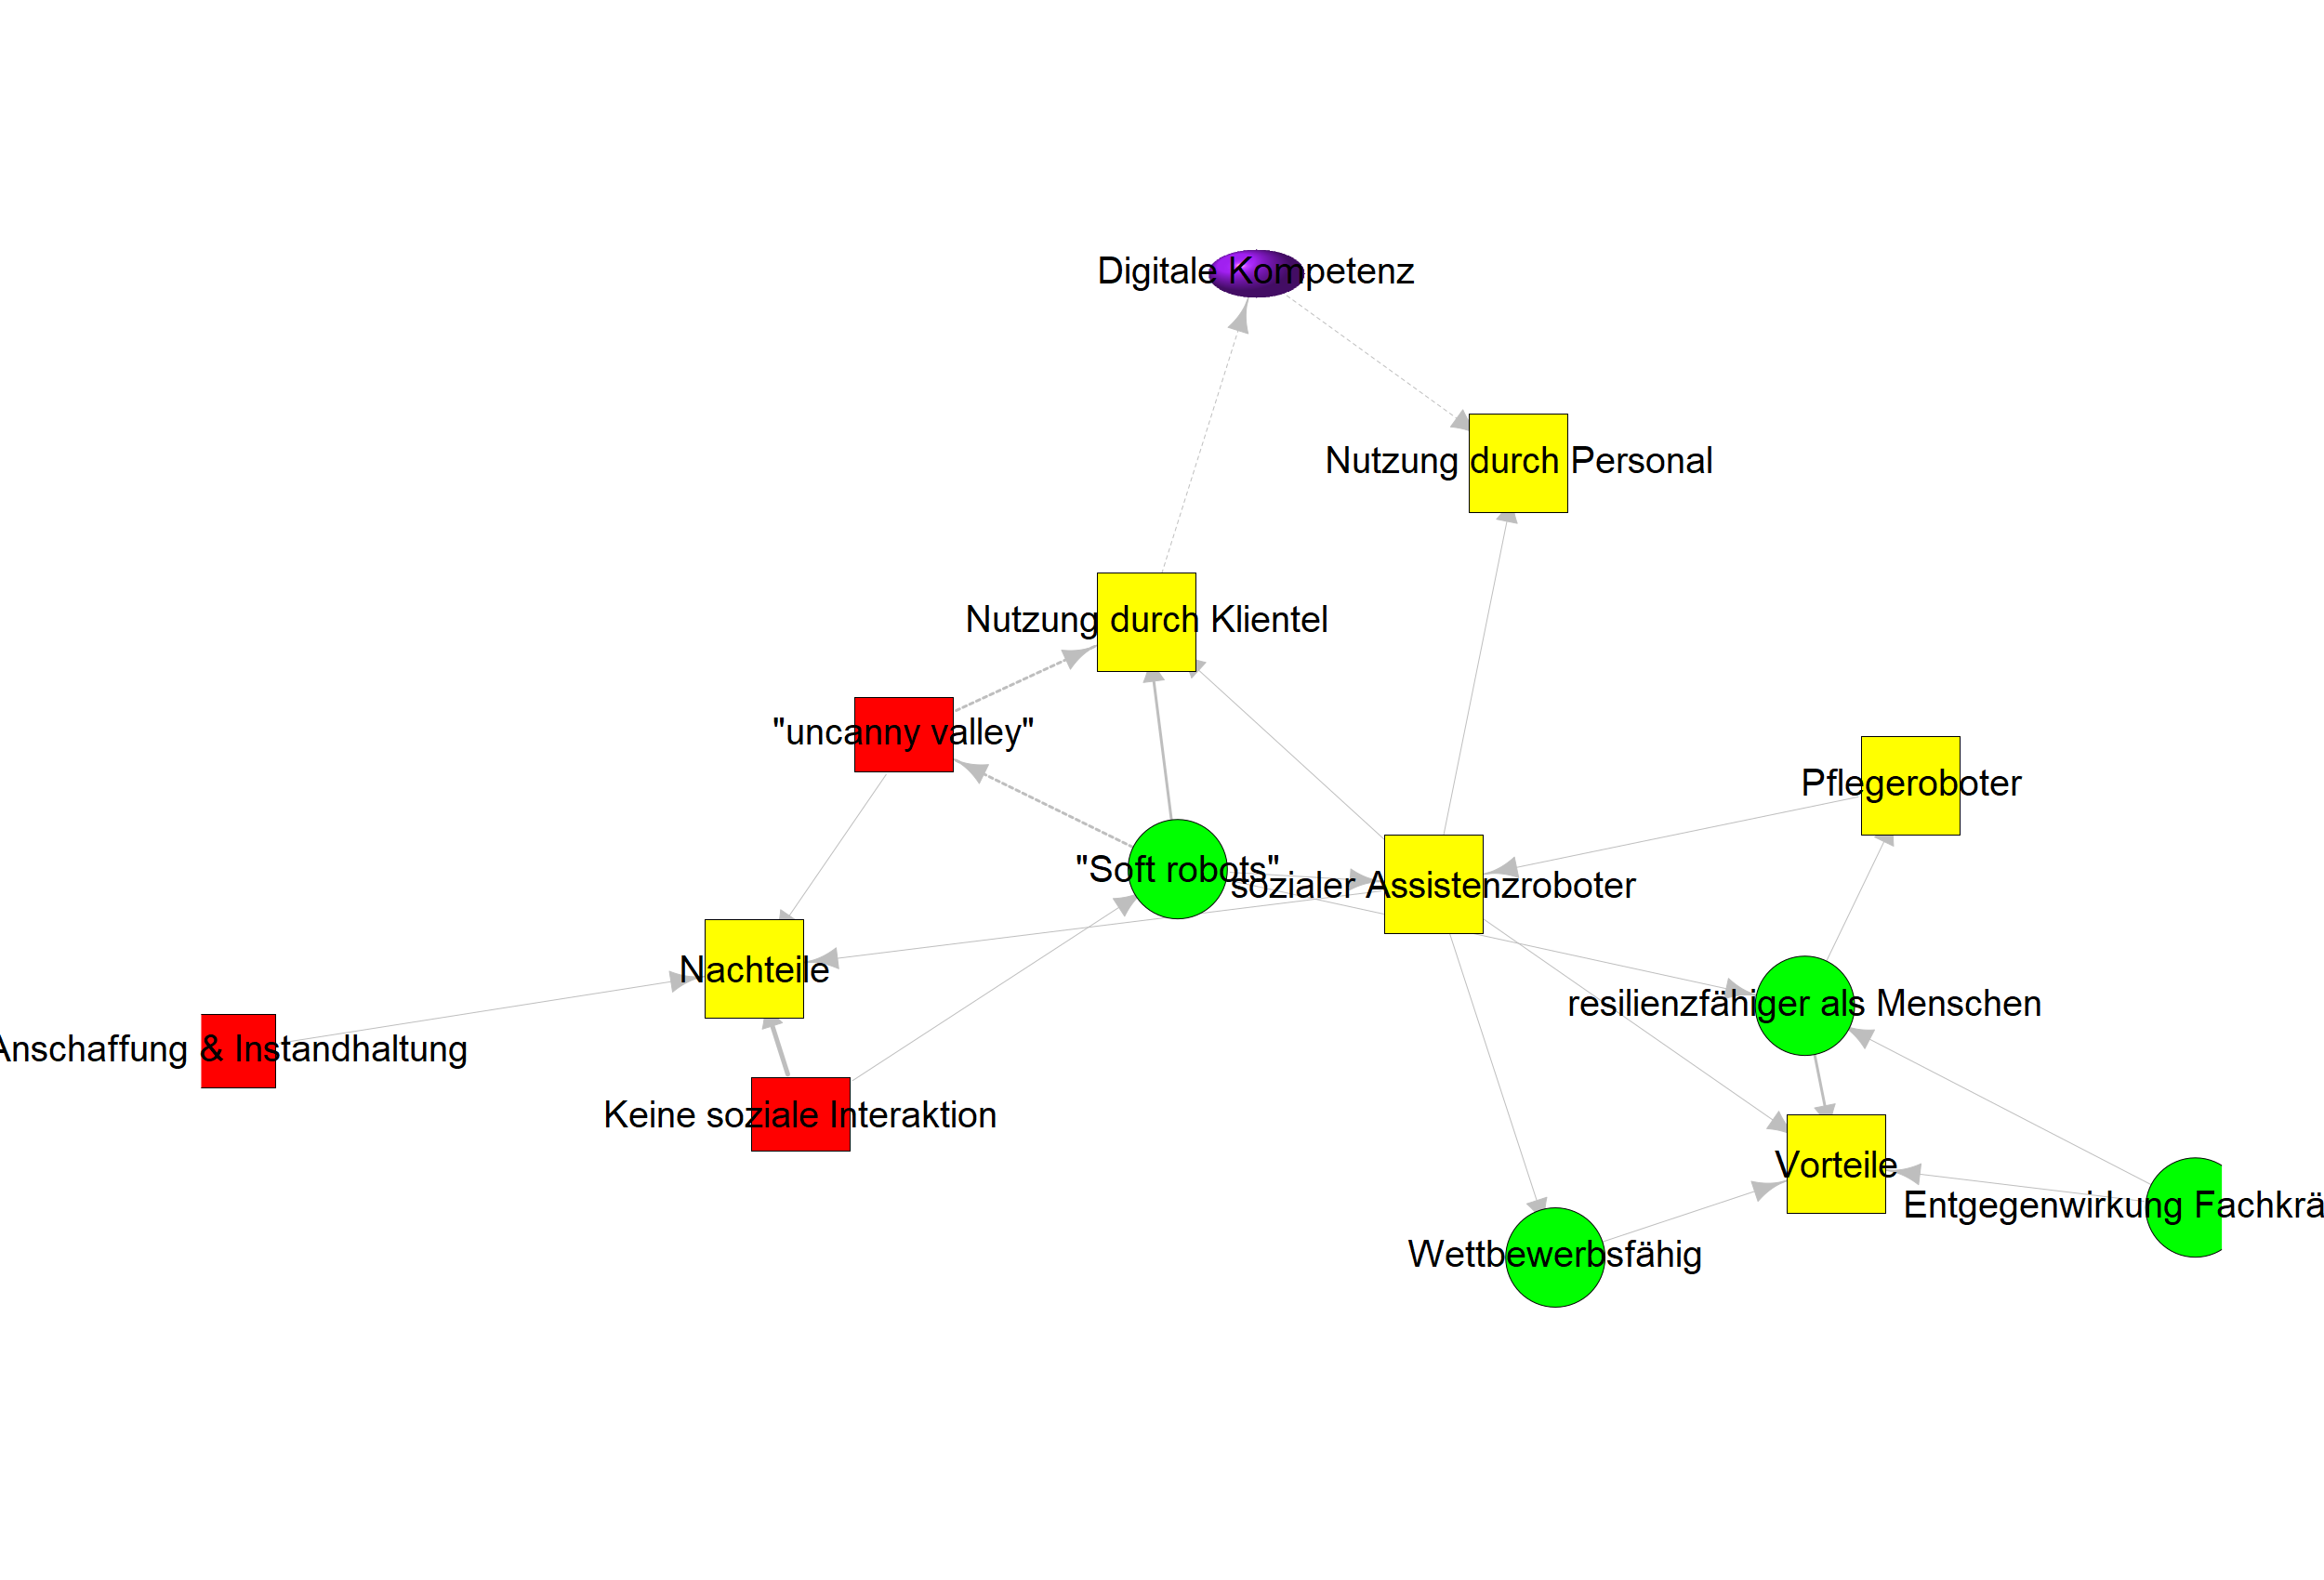 Digitale Kompetenz
Nutzung durch Personal
Nutzung durch Klientel
"uncanny valley"
Pflegeroboter
"Soft robots"
sozialer Assistenzroboter
Nachteile
resilienzfähiger als Menschen
Anschaffung & Instandhaltung
Keine soziale Interaktion
Vorteile
Entgegenwirkung Fachkrä
Wettbewerbsfähig